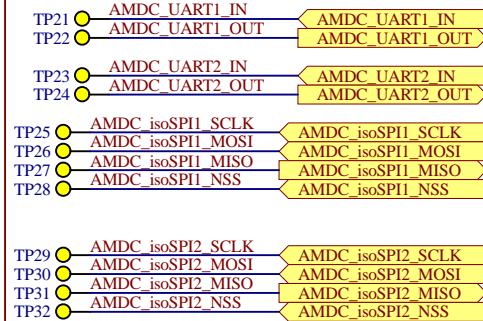 TP21 AMDC_UART1_IN AMDC_UART1_IN
TP22 AMDC_UART1_OUT AMDC_UART1_OUT
TP23 AMDC_UART2_IN AMDC_UART2_IN
TP24 AMDC_UART2_OUT AMDC_UART2_OUT
TP25 AMDC_isoSPI1_SCLK AMDC_isoSPI1_SCLK
TP26 AMDC_isoSPI1_MOSI AMDC_isoSPI1_MOSI
TP27 AMDC_isoSPI1_MISO AMDC_isoSPI1_MISO
TP28 AMDC_isoSPI1_NSS AMDC_isoSPI1_NSS
TP29 AMDC_isoSPI2_SCLK AMDC_isoSPI2_SCLK
TP30 AMDC_isoSPI2_MOSI AMDC_isoSPI2_MOSI
TP31 AMDC_isoSPI2_MISO AMDC_isoSPI2_MISO
TP32 AMDC_isoSPI2_NSS AMDC_isoSPI2_NSS